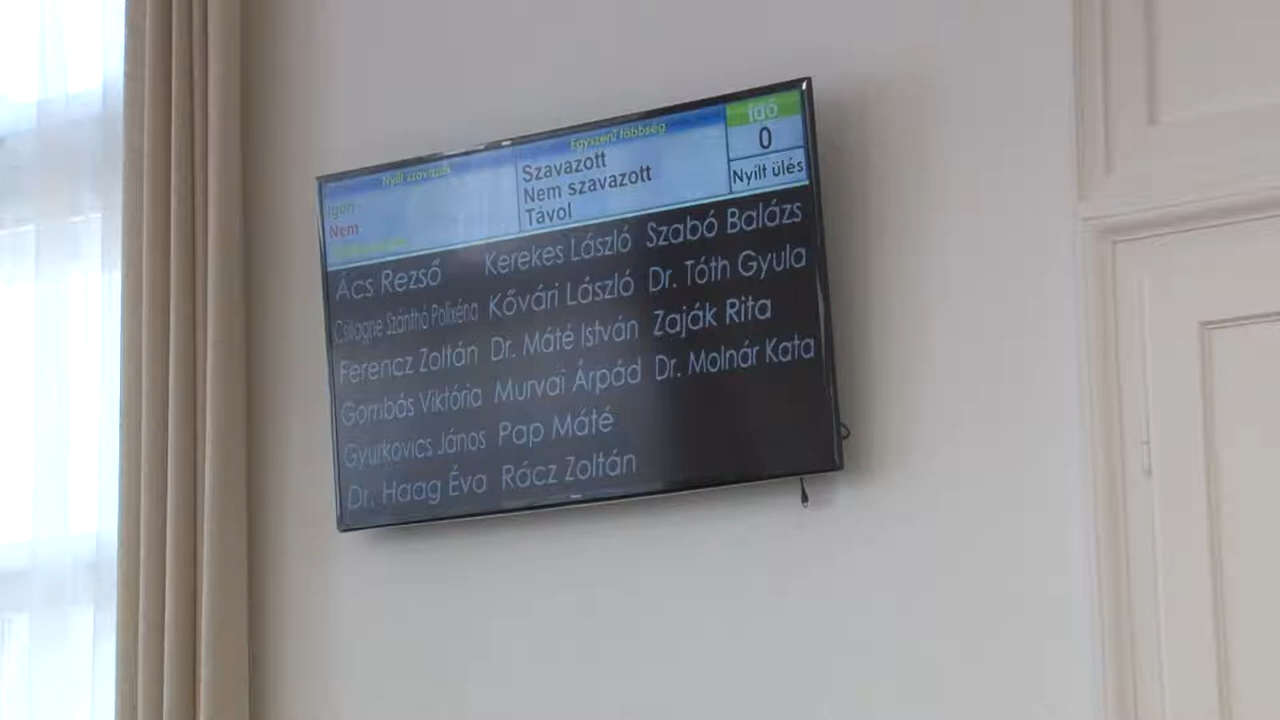 Nyílt szavazás
Igen
Nem
Egyszerű többség
Szavazott
Nem szavazott
Távol
Idő
0
Nyílt ülés
Ács Rezső
Csillagné Szánthó Polixéna
Ferencz Zoltán
Gombás Viktória
Gyurkovics János
Dr. Haag Éva
Kerekes László
Kővári László
Dr. Máté István
Murvai Árpád
Pap Máté
Rácz Zoltán
Szabó Balázs
Dr. Tóth Gyula
Zaják Rita
Dr. Molnár Kata